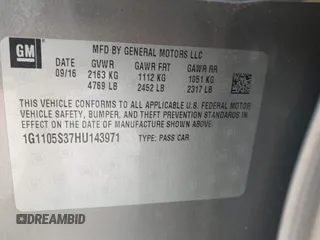 GM
MFD BY GENERAL MOTORS LLC
DATE GVWR GAWR FRT GAWR RR
09/16 2163 KG 1112 KG 1051 KG
4769 LB 2452 LB 2317 LB
THIS VEHICLE CONFORMS TO ALL APPLICABLE U.S. FEDERAL MOTOR
VEHICLE SAFETY, BUMPER, AND THEFT PREVENTION STANDARDS
IN EFFECT ON THE DATE OF MANUFACTURE SHOWN ABOVE.
1G1105S37HU143971 TYPE: PASS CAR